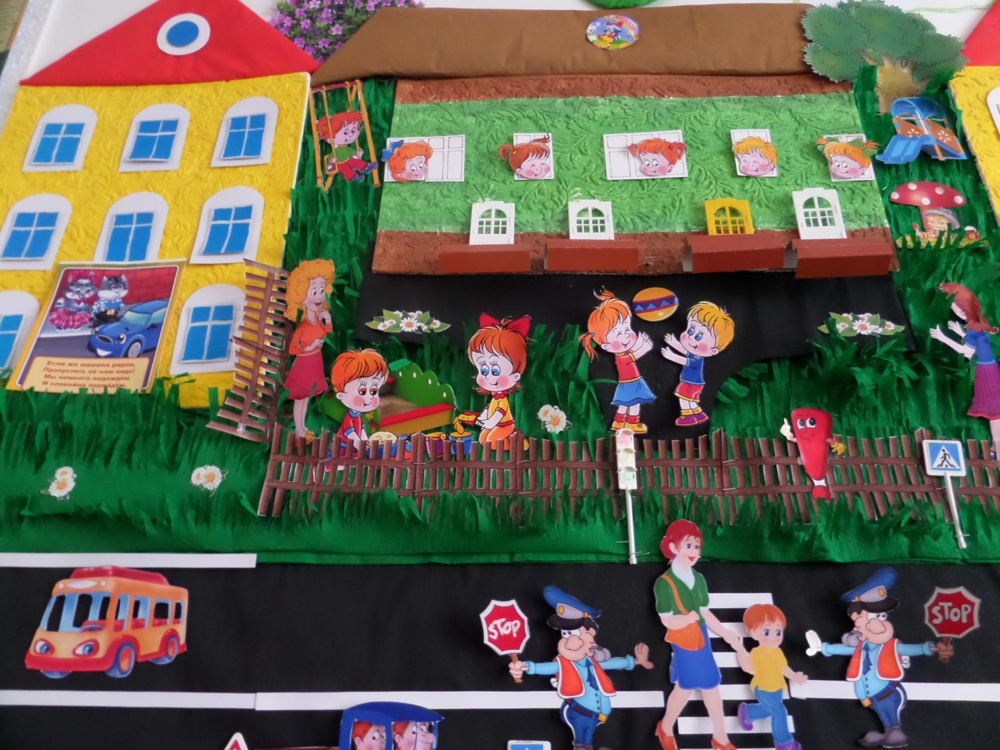 Если же машина рядом,
Пропустить её нам надо!
Мы немного подождём
И спокойно перейдём.
STOP
STOP